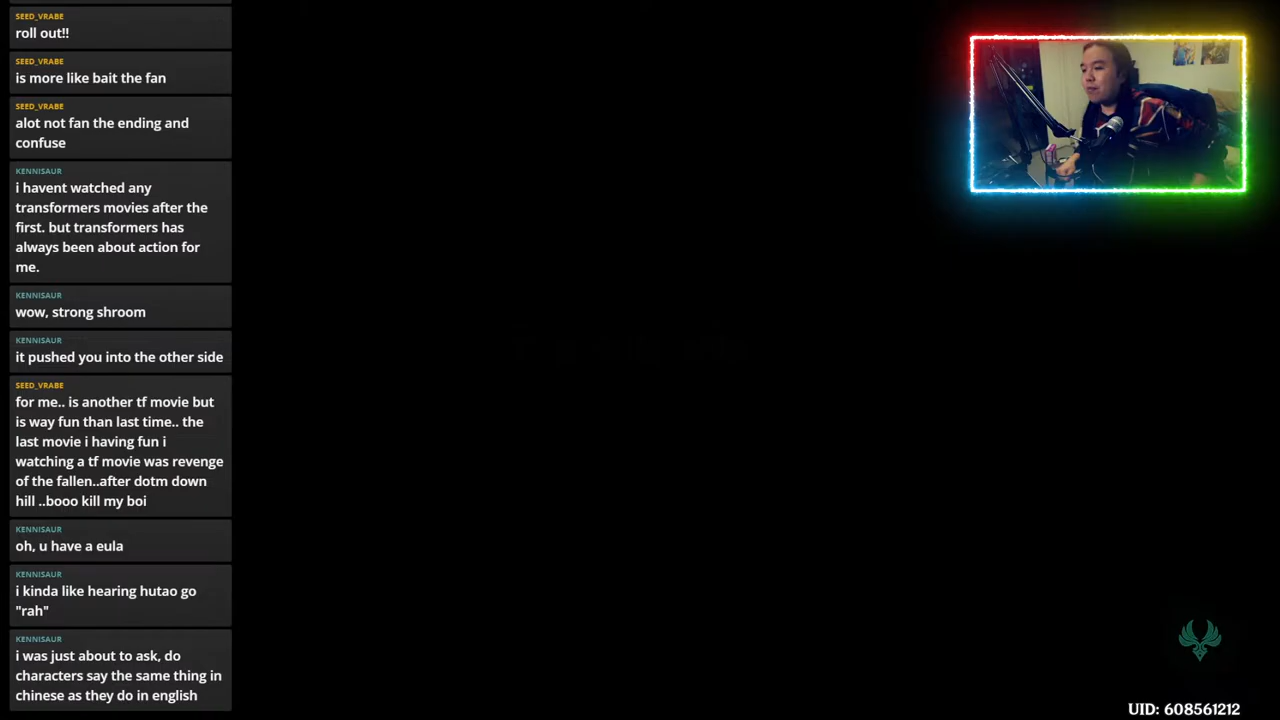 SEED_VRABE
roll out!!
SEED_VRABE
is more like bait the fan
SEED_VRABE
alot not fan the ending and
confuse
KENNISAUR
i havent watched any
transformers movies after the
first. but transformers has
always been about action for
me.
KENNISAUR
wow, strong shroom
KENNISAUR
it pushed you into the other side
SEED_VRABE
for me.. is another tf movie but
is way fun than last time.. the
last movie i having fun i
watching a tf movie was revenge
of the fallen..after dotm down
hill ..booo kill my boi
KENNISAUR
oh, u have a eula
KENNISAUR
i kinda like hearing hutao go
"rah"
KENNISAUR
i was just about to ask, do
characters say the same thing in
chinese as they do in english
UID: 608561212